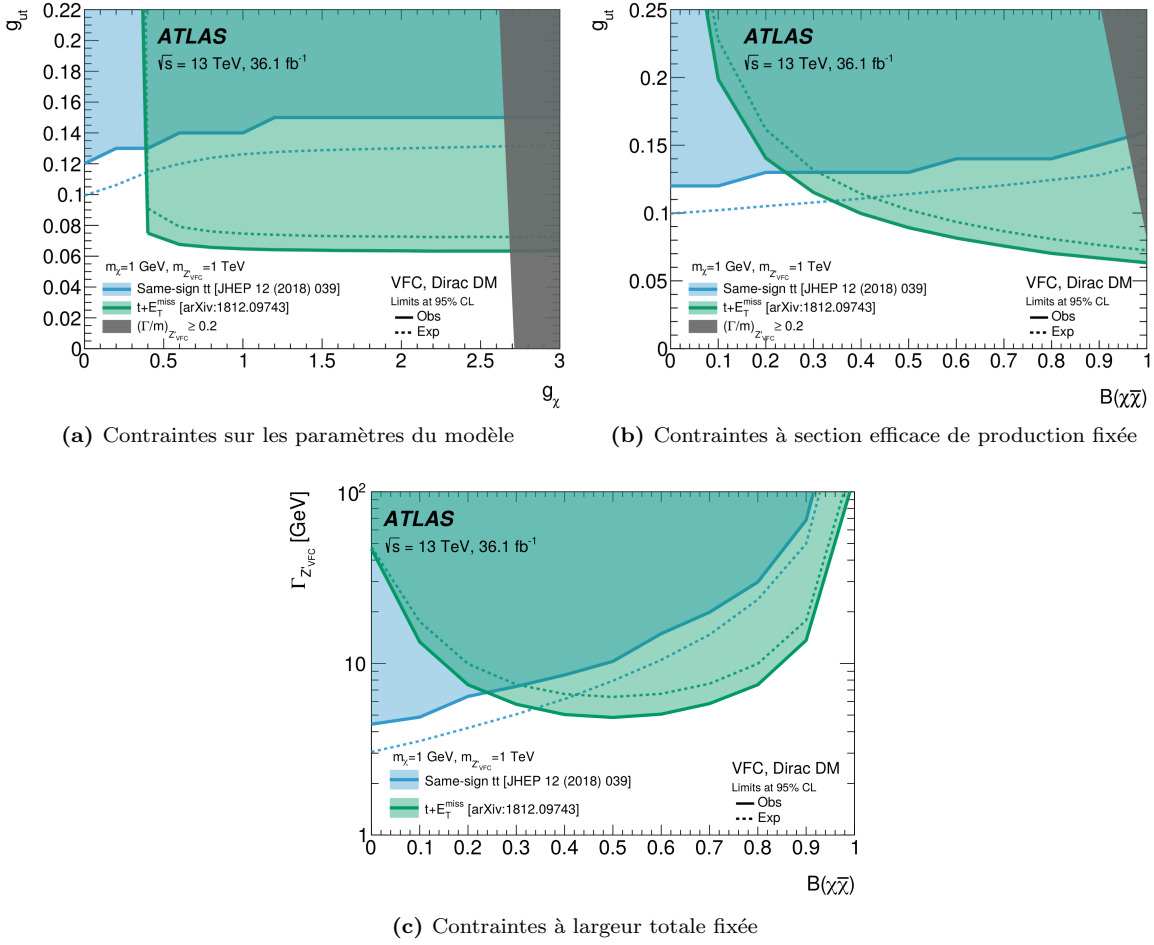 g_ut
0.22
0.2
0.18
0.16
0.14
0.12
0.1
0.08
0.06
0.04
0.02
0
ATLAS
√s = 13 TeV, 36.1 fb⁻¹
m_χ=1 GeV, m_Z'VFC=1 TeV
Same-sign tt [JHEP 12 (2018) 039]
t+E_T^miss [arXiv:1812.09743]
(Γ/m)_Z'VFC ≥ 0.2
VFC, Dirac DM
Limits at 95% CL
Obs
Exp
0 0.5 1 1.5 2 2.5 3
g_χ
(a) Contraintes sur les paramètres du modèle
g_ut
0.25
0.2
0.15
0.1
0.05
0
ATLAS
√s = 13 TeV, 36.1 fb⁻¹
m_χ=1 GeV, m_Z'VFC=1 TeV
Same-sign tt [JHEP 12 (2018) 039]
t+E_T^miss [arXiv:1812.09743]
(Γ/m)_Z'VFC ≥ 0.2
VFC, Dirac DM
Limits at 95% CL
Obs
Exp
0 0.1 0.2 0.3 0.4 0.5 0.6 0.7 0.8 0.9 1
B(χχ̄)
(b) Contraintes à section efficace de production fixée
Γ_Z'VFC [GeV]
10²
10
1
ATLAS
√s = 13 TeV, 36.1 fb⁻¹
m_χ=1 GeV, m_Z'VFC=1 TeV
Same-sign tt [JHEP 12 (2018) 039]
t+E_T^miss [arXiv:1812.09743]
VFC, Dirac DM
Limits at 95% CL
Obs
Exp
0 0.1 0.2 0.3 0.4 0.5 0.6 0.7 0.8 0.9 1
B(χχ̄)
(c) Contraintes à largeur totale fixée